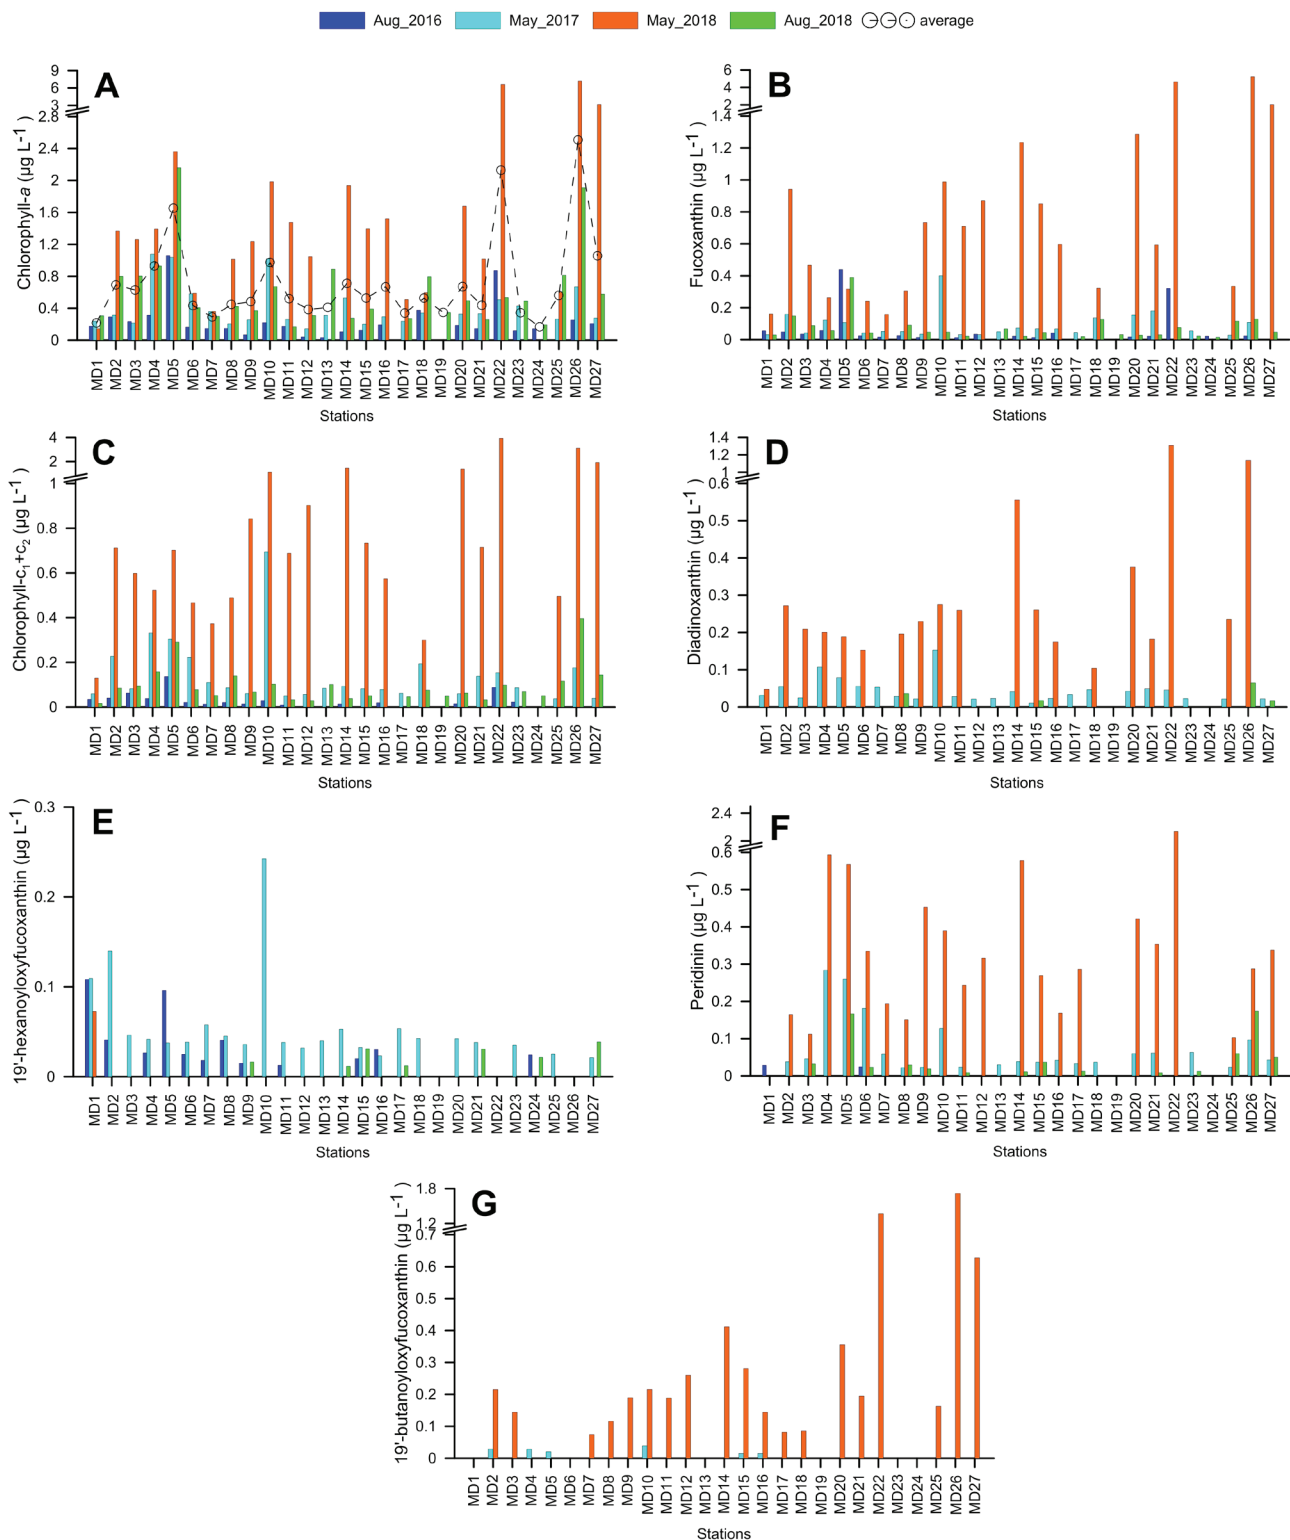 Aug_2016 May_2017 May_2018 Aug_2018 average
A
Chlorophyll-a (µg L-1 )
9
6
3
2.8
2.4
2
1.6
1.2
0.8
0.4
0
MD1 MD2 MD3 MD4 MD5 MD6 MD7 MD8 MD9 MD10 MD11 MD12 MD13 MD14 MD15 MD16 MD17 MD18 MD19 MD20 MD21 MD22 MD23 MD24 MD25 MD26 MD27
Stations
B
Fucoxanthin (µg L-1 )
6
4
2
1.4
1.2
1
0.8
0.6
0.4
0.2
0
MD1 MD2 MD3 MD4 MD5 MD6 MD7 MD8 MD9 MD10 MD11 MD12 MD13 MD14 MD15 MD16 MD17 MD18 MD19 MD20 MD21 MD22 MD23 MD24 MD25 MD26 MD27
Stations
C
Chlorophyll-c1+c2 (µg L-1 )
4
2
1
0.8
0.6
0.4
0.2
0
MD1 MD2 MD3 MD4 MD5 MD6 MD7 MD8 MD9 MD10 MD11 MD12 MD13 MD14 MD15 MD16 MD17 MD18 MD19 MD20 MD21 MD22 MD23 MD24 MD25 MD26 MD27
Stations
D
Diadinoxanthin (µg L-1 )
1.4
1.2
1
0.6
0.5
0.4
0.3
0.2
0.1
0
MD1 MD2 MD3 MD4 MD5 MD6 MD7 MD8 MD9 MD10 MD11 MD12 MD13 MD14 MD15 MD16 MD17 MD18 MD19 MD20 MD21 MD22 MD23 MD24 MD25 MD26 MD27
Stations
E
19'-hexanoyloxyfucoxanthin (µg L-1 )
0.3
0.2
0.1
0
MD1 MD2 MD3 MD4 MD5 MD6 MD7 MD8 MD9 MD10 MD11 MD12 MD13 MD14 MD15 MD16 MD17 MD18 MD19 MD20 MD21 MD22 MD23 MD24 MD25 MD26 MD27
Stations
F
Peridinin (µg L-1 )
2.4
2
0.6
0.5
0.4
0.3
0.2
0.1
0
MD1 MD2 MD3 MD4 MD5 MD6 MD7 MD8 MD9 MD10 MD11 MD12 MD13 MD14 MD15 MD16 MD17 MD18 MD19 MD20 MD21 MD22 MD23 MD24 MD25 MD26 MD27
Stations
G
19'-butanoyloxyfucoxanthin (µg L-1 )
1.8
1.2
0.7
0.6
0.5
0.4
0.3
0.2
0.1
0
MD1 MD2 MD3 MD4 MD5 MD6 MD7 MD8 MD9 MD10 MD11 MD12 MD13 MD14 MD15 MD16 MD17 MD18 MD19 MD20 MD21 MD22 MD23 MD24 MD25 MD26 MD27
Stations